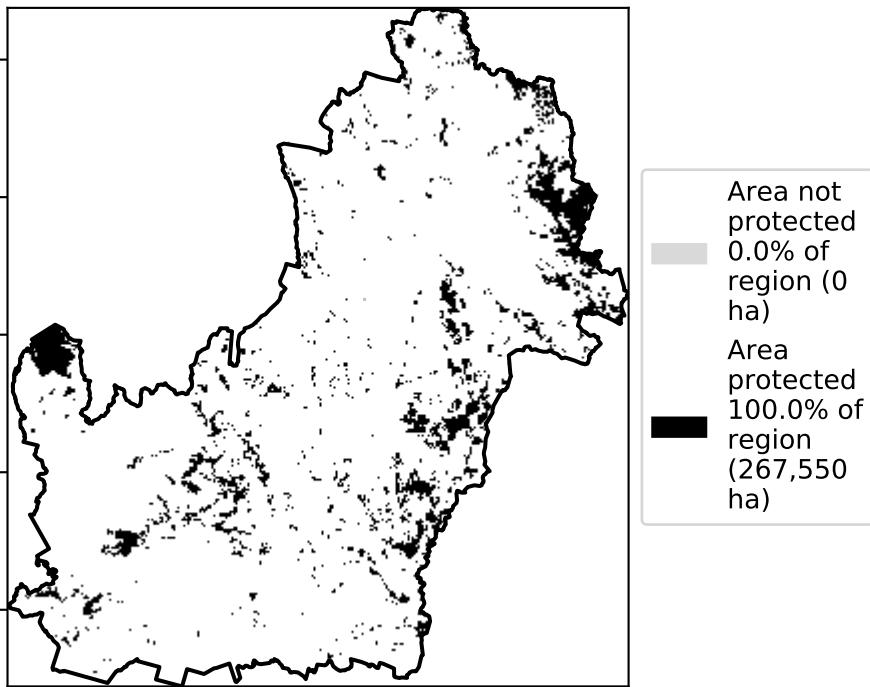 Area not
protected
0.0% of
region (0
ha)
Area
protected
100.0% of
region
(267,550
ha)